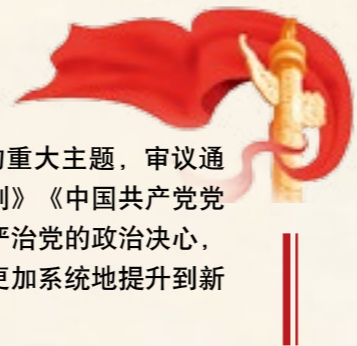 的重大主题，审议通
则》《中国共产党党
严治党的政治决心，
更加系统地提升到新